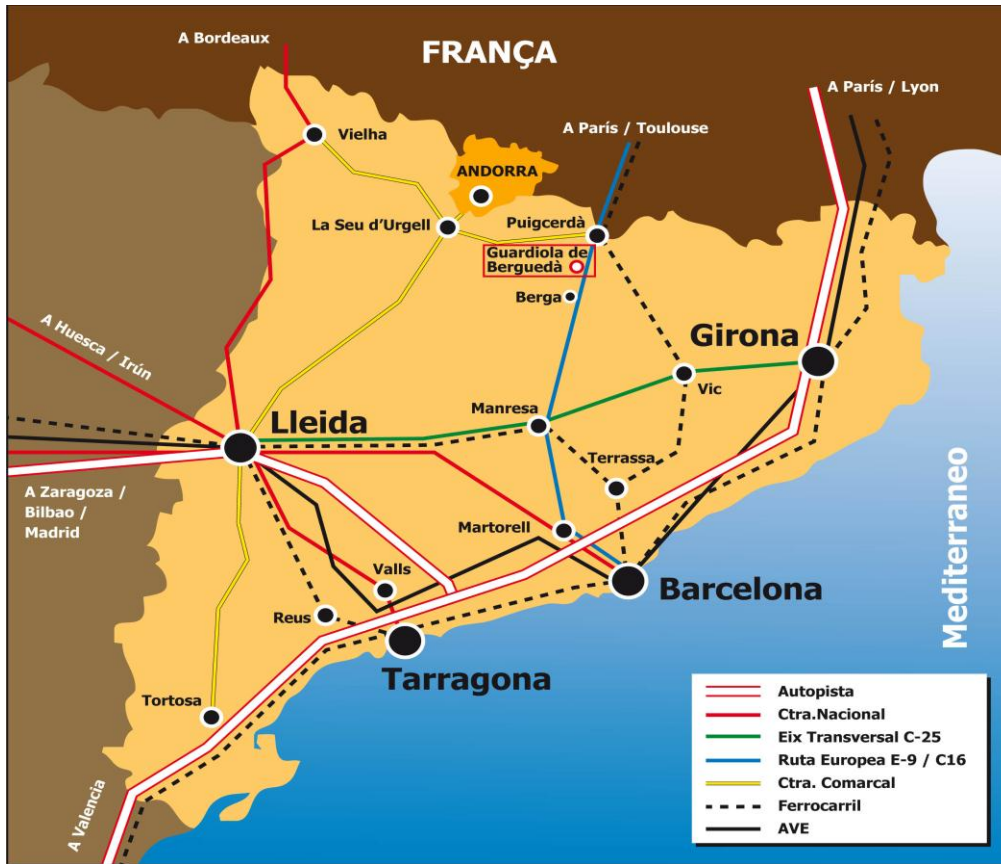 A Bordeaux
FRANÇA
A París / Lyon
A París / Toulouse
Vielha
ANDORRA
La Seu d'Urgell
Puigcerdà
Guardiola de
Berguedà
Berga
A Huesca / Irún
Girona
Vic
Lleida
Manresa
Terrassa
A Zaragoza /
Bilbao /
Madrid
Martorell
Valls
Barcelona
Reus
Tarragona
Mediterraneo
Tortosa
A Valencia
Autopista
Ctra.Nacional
Eix Transversal C-25
Ruta Europea E-9 / C16
Ctra. Comarcal
Ferrocarril
AVE